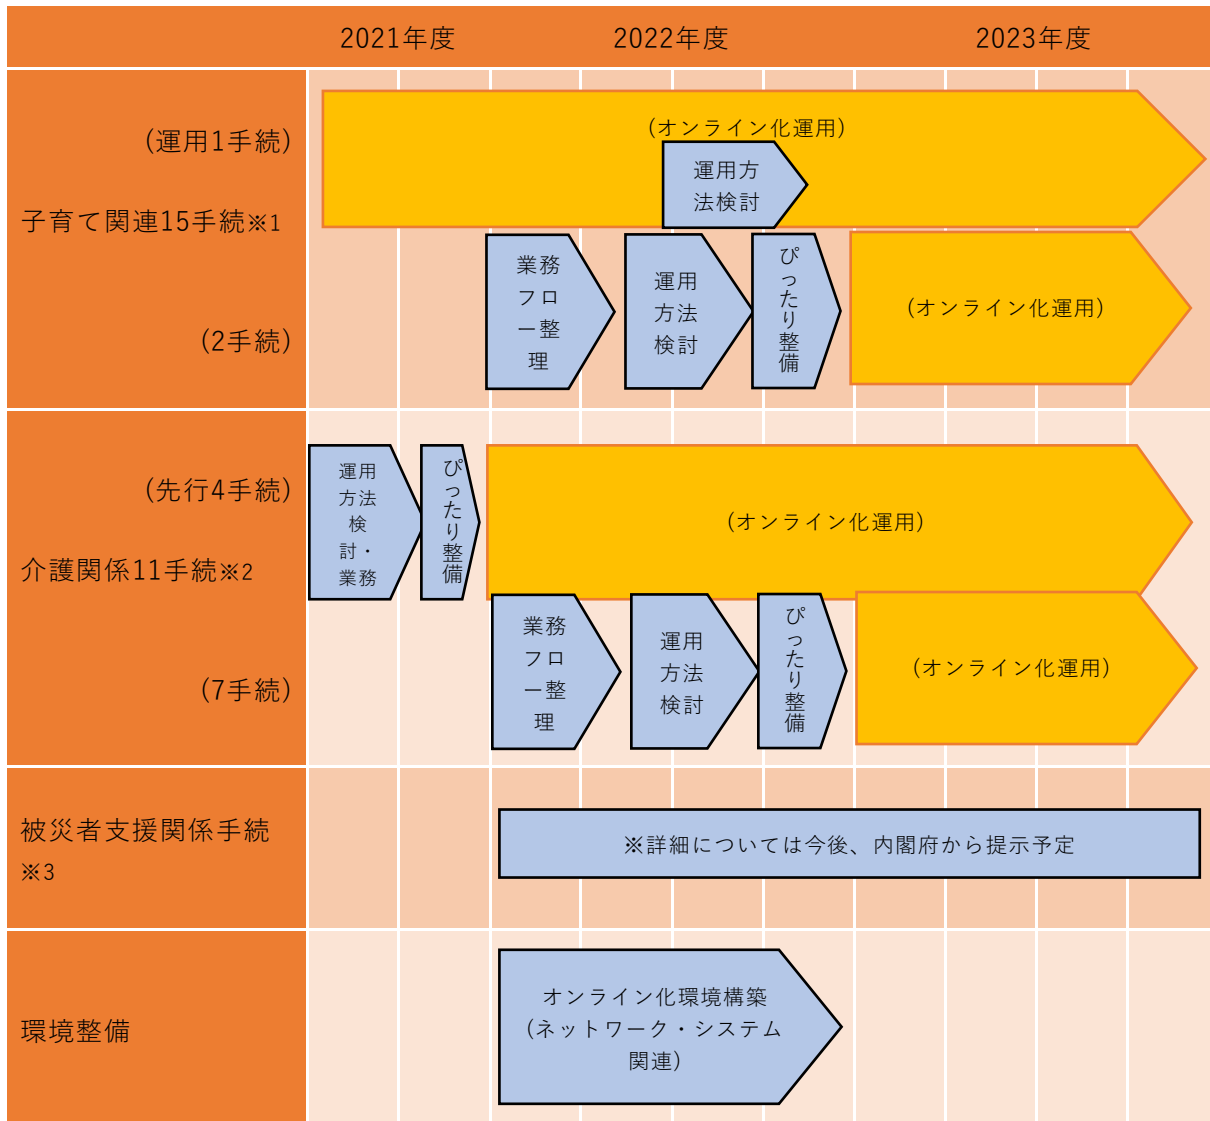 2021年度
2022年度
2023年度
(運用1手続)
子育て関連15手続※1
(2手続)
(オンライン化運用)
運用方
法検討
業務
フロ
ー整
理
運用
方法
検討
ぴったり整備
(オンライン化運用)
(先行4手続)
介護関係11手続※2
(7手続)
運用
方法
検
討・
業務
ぴったり整備
(オンライン化運用)
業務
フロ
ー整
理
運用
方法
検討
ぴったり整備
(オンライン化運用)
被災者支援関係手続
※3
※詳細については今後、内閣府から提示予定
環境整備
オンライン化環境構築
(ネットワーク・システム
関連)